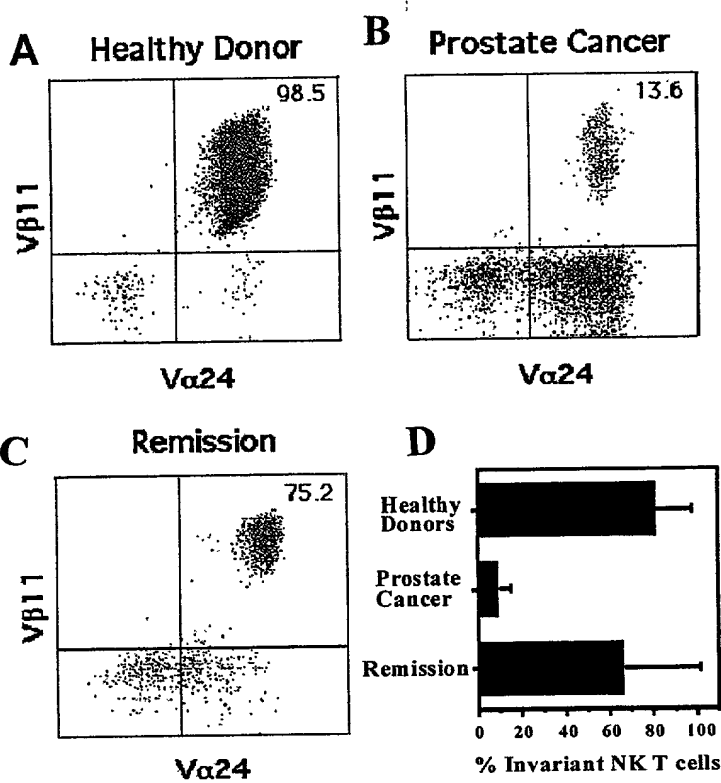 A Healthy Donor
98.5
Vβ11
Vα24
B Prostate Cancer
13.6
Vβ11
Vα24
C Remission
75.2
Vβ11
Vα24
D
Healthy
Donors
Prostate
Cancer
Remission
0 20 40 60 80 100
% Invariant NK T cells